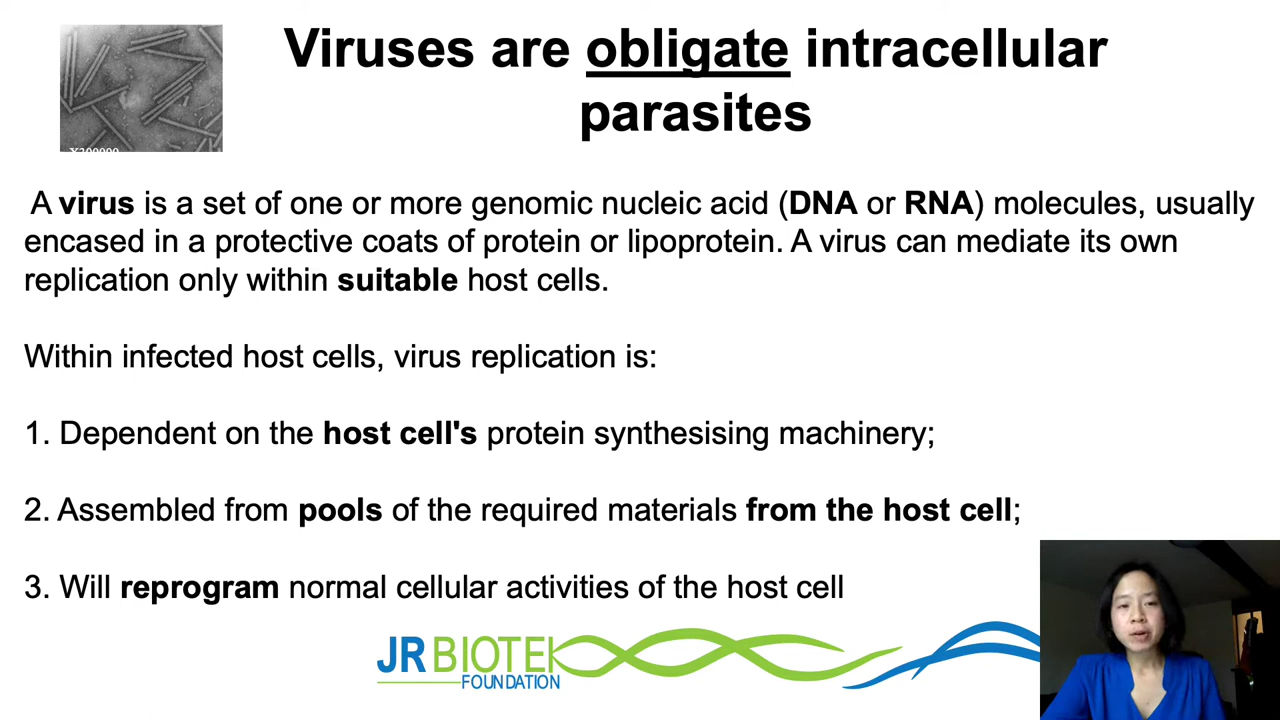 Viruses are obligate intracellular
parasites
X200000
A virus is a set of one or more genomic nucleic acid (DNA or RNA) molecules, usually
encased in a protective coats of protein or lipoprotein. A virus can mediate its own
replication only within suitable host cells.
Within infected host cells, virus replication is:
1. Dependent on the host cell's protein synthesising machinery;
2. Assembled from pools of the required materials from the host cell;
3. Will reprogram normal cellular activities of the host cell
JR BIOTEK
FOUNDATION